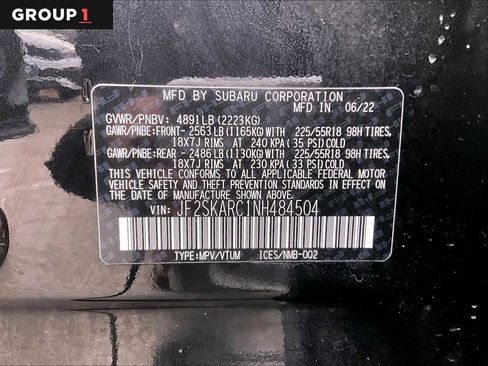 GROUP 1
MFD BY SUBARU CORPORATION
MFD IN 06/22
GVWR/PNBV: 4891LB(2223KG)
GAWR/PNBE:FRONT-2563LB(1165KG)WITH 225/55R18 98H TIRES,
18X7J RIMS AT 240 KPA(35 PSI)COLD
GAWR/PNBE:REAR -2486LB(1130KG)WITH 225/55R18 98H TIRES,
18X7J RIMS AT 230 KPA(33 PSI)COLD
THIS VEHICLE CONFORMS TO ALL APPLICABLE FEDERAL MOTOR
VEHICLE SAFETY, BUMPER, AND THEFT PREVENTION STANDARDS
IN EFFECT ON THE
DATE OF MANUFACTURE SHOWN ABOVE.
VIN: JF2SKARC1NH484504
TYPE:MPV/VTUM ICES/NMB-002